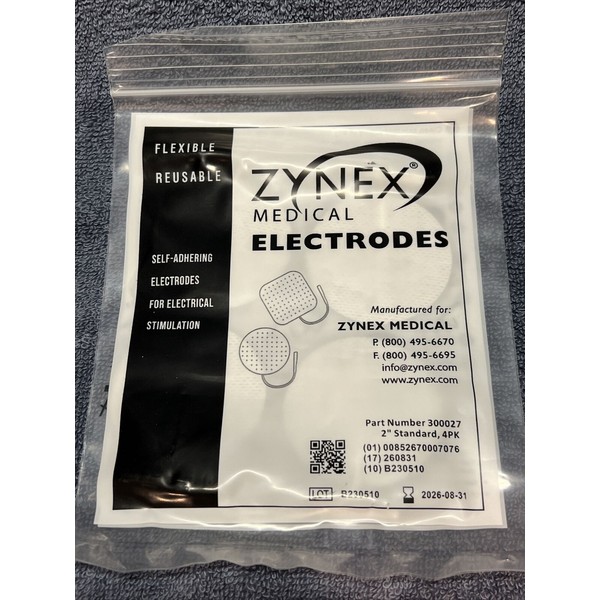 FLEXIBLE
REUSABLE
ZYNEX®
MEDICAL
ELECTRODES
SELF-ADHERING
ELECTRODES
FOR ELECTRICAL
STIMULATION
Manufactured for:
ZYNEX MEDICAL
P. (800) 495-6670
F. (800) 495-6695
info@zynex.com
www.zynex.com
Part Number 300027
2" Standard, 4PK
(01) 00852670007076
(17) 260831
(10) B230510
LOT B230510 2026-08-31